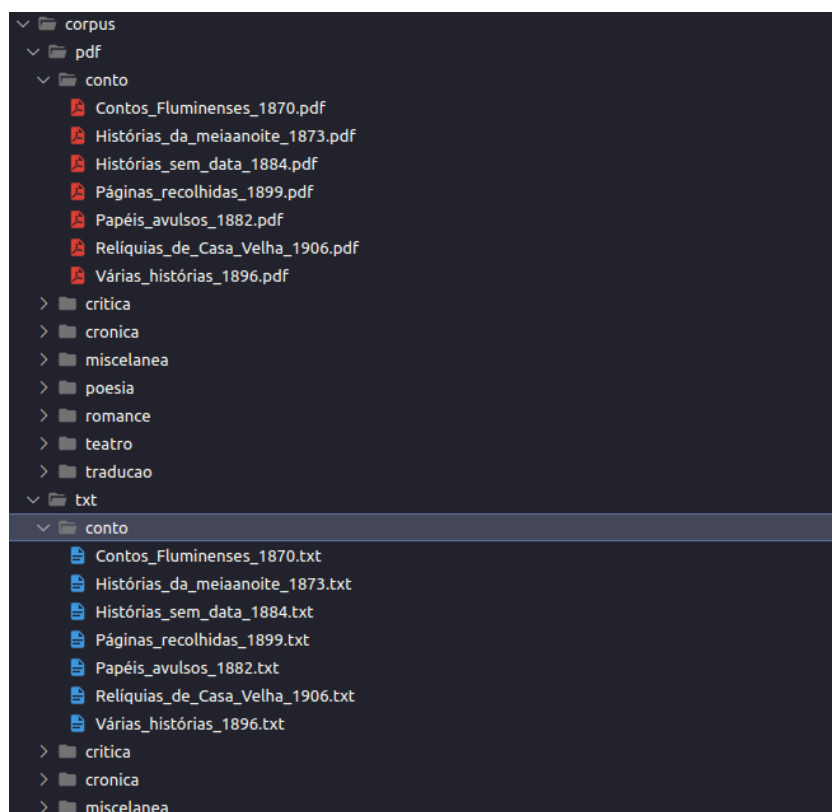 corpus
pdf
conto
Contos_Fluminenses_1870.pdf
Histórias_da_meiaanoite_1873.pdf
Histórias_sem_data_1884.pdf
Páginas_recolhidas_1899.pdf
Papéis_avulsos_1882.pdf
Relíquias_de_Casa_Velha_1906.pdf
Várias_histórias_1896.pdf
critica
cronica
miscelanea
poesia
romance
teatro
traducao
txt
conto
Contos_Fluminenses_1870.txt
Histórias_da_meiaanoite_1873.txt
Histórias_sem_data_1884.txt
Páginas_recolhidas_1899.txt
Papéis_avulsos_1882.txt
Relíquias_de_Casa_Velha_1906.txt
Várias_histórias_1896.txt
critica
cronica
miscelanea